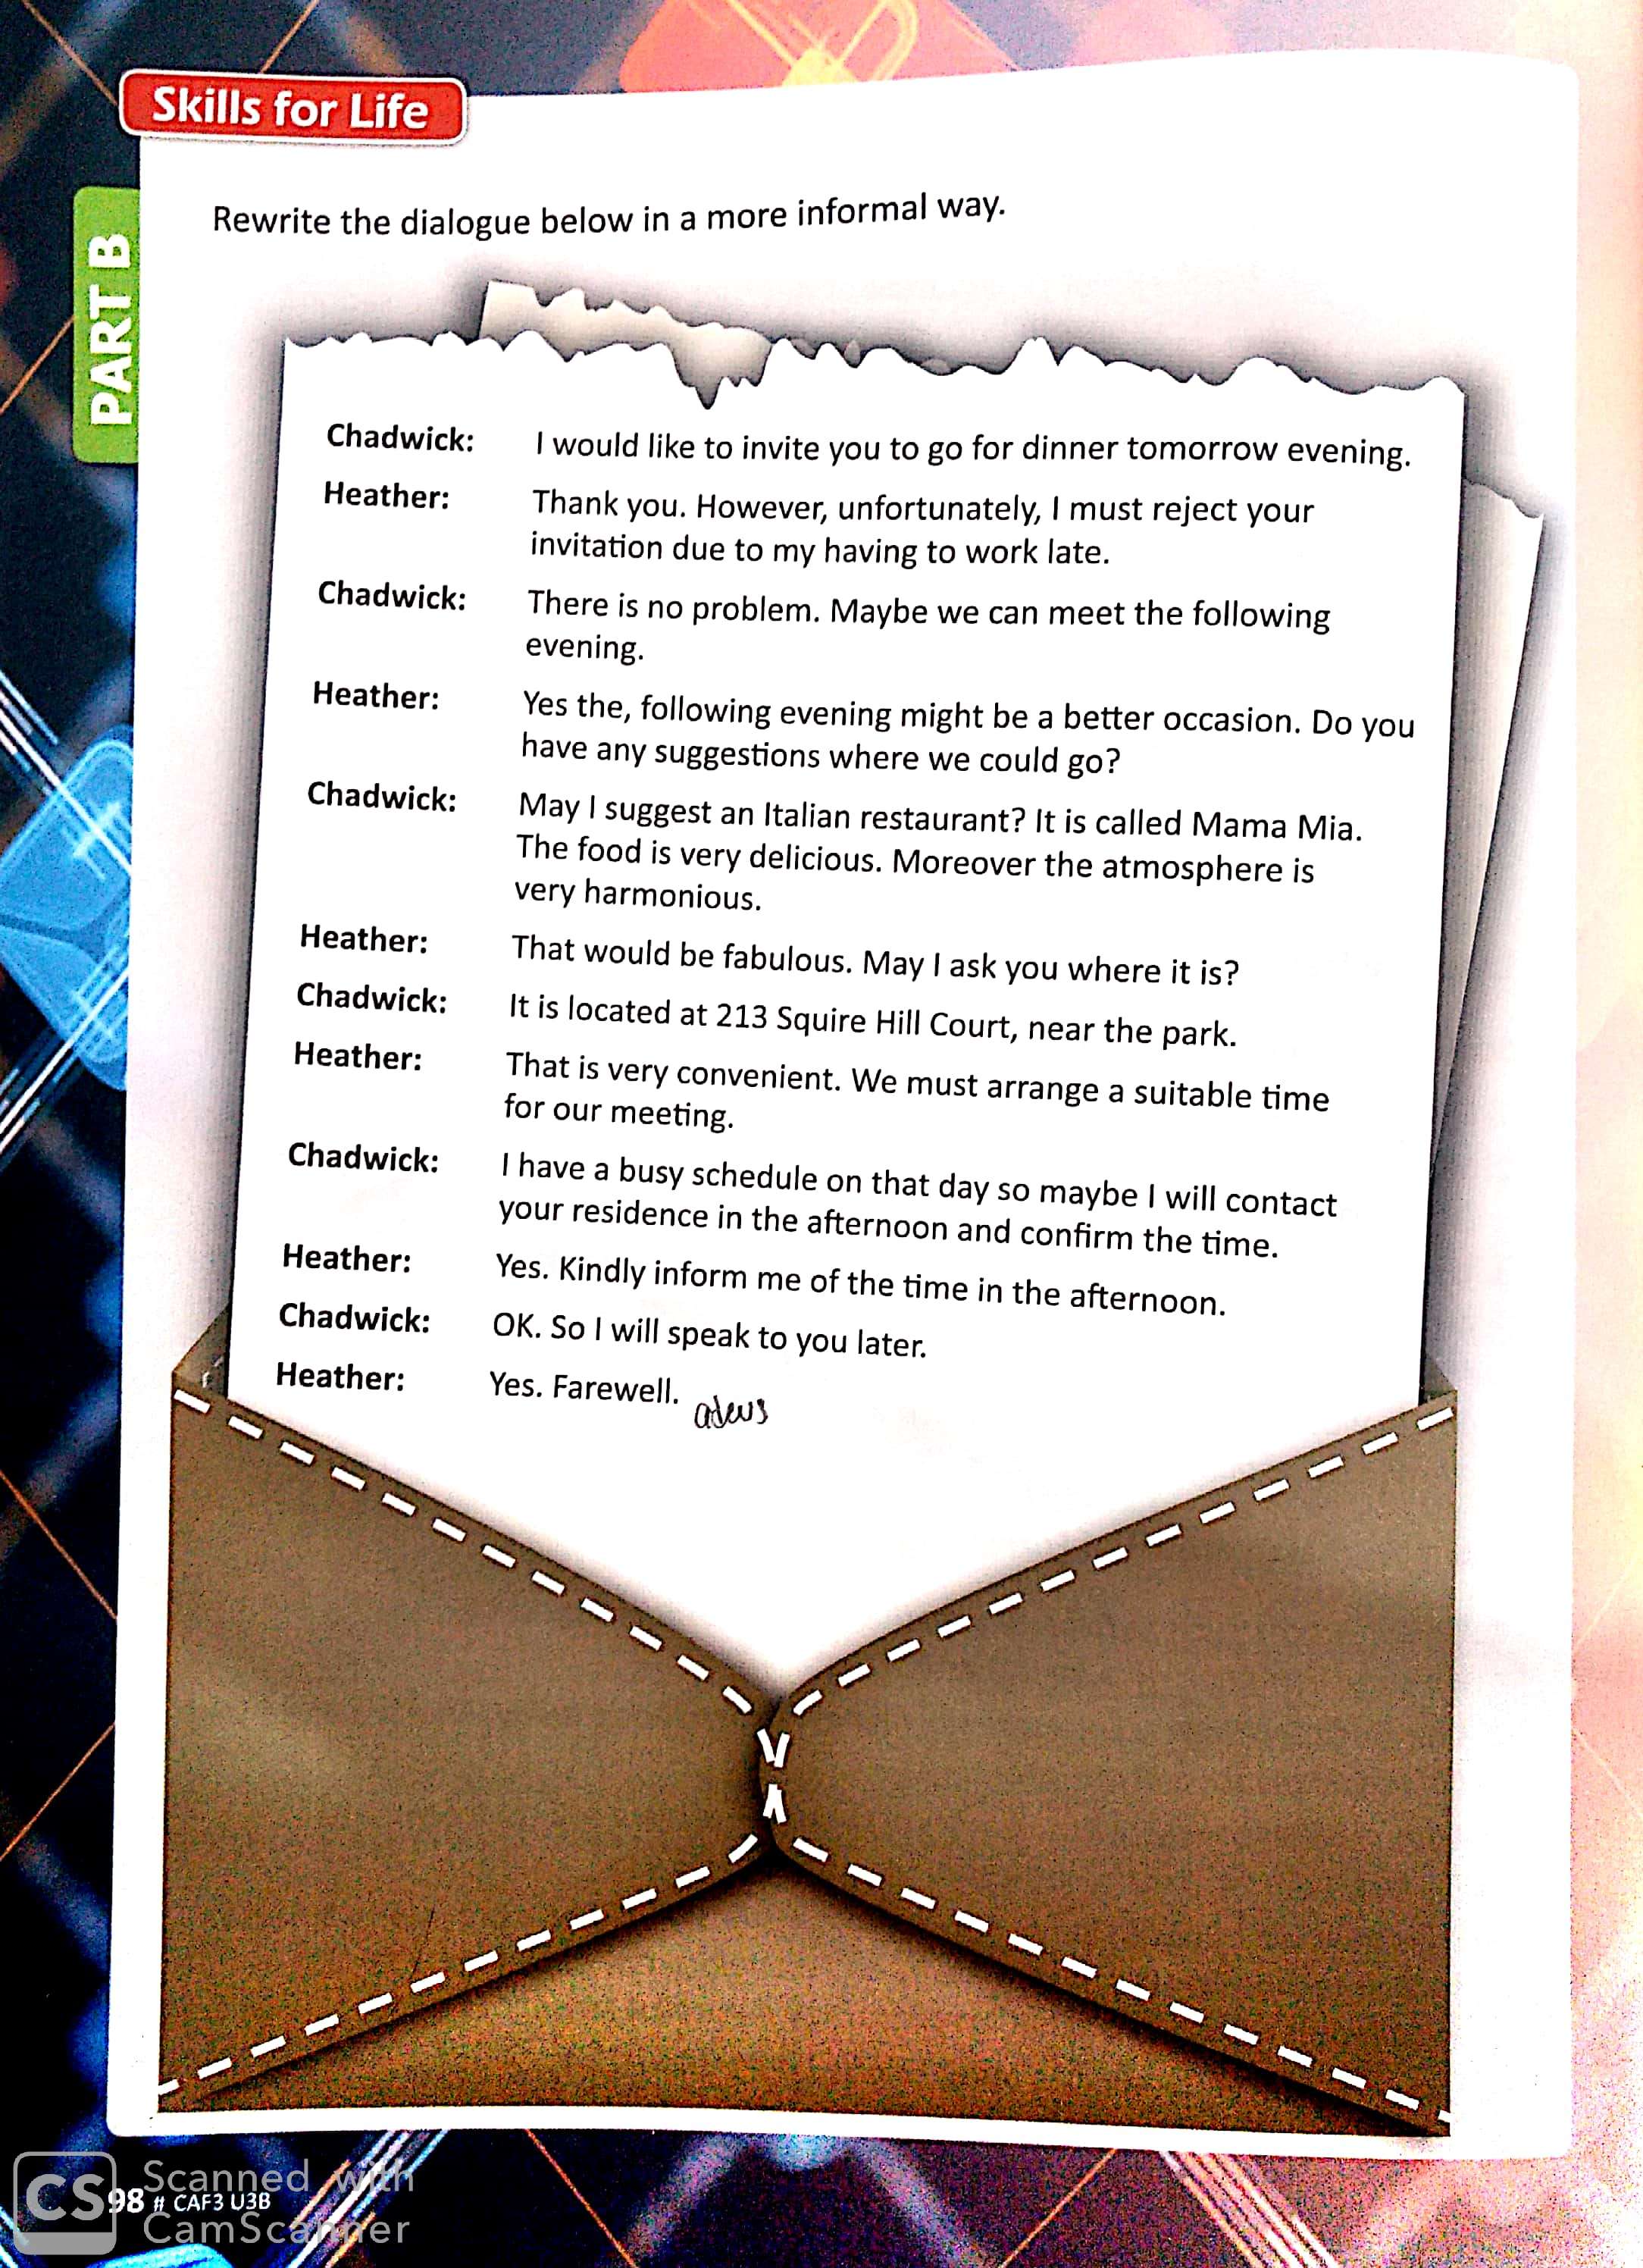 Skills for Life
PART B
Rewrite the dialogue below in a more informal way.
Chadwick: I would like to invite you to go for dinner tomorrow evening.
Heather: Thank you. However, unfortunately, I must reject your
invitation due to my having to work late.
Chadwick: There is no problem. Maybe we can meet the following
evening.
Heather: Yes the, following evening might be a better occasion. Do you
have any suggestions where we could go?
Chadwick: May I suggest an Italian restaurant? It is called Mama Mia.
The food is very delicious. Moreover the atmosphere is
very harmonious.
Heather: That would be fabulous. May I ask you where it is?
Chadwick: It is located at 213 Squire Hill Court, near the park.
Heather: That is very convenient. We must arrange a suitable time
for our meeting.
Chadwick: I have a busy schedule on that day so maybe I will contact
your residence in the afternoon and confirm the time.
Heather: Yes. Kindly inform me of the time in the afternoon.
Chadwick: OK. So I will speak to you later.
Heather: Yes. Farewell.
adeus
98 # CAF3 U3B
CS Scanned with
CamScanner